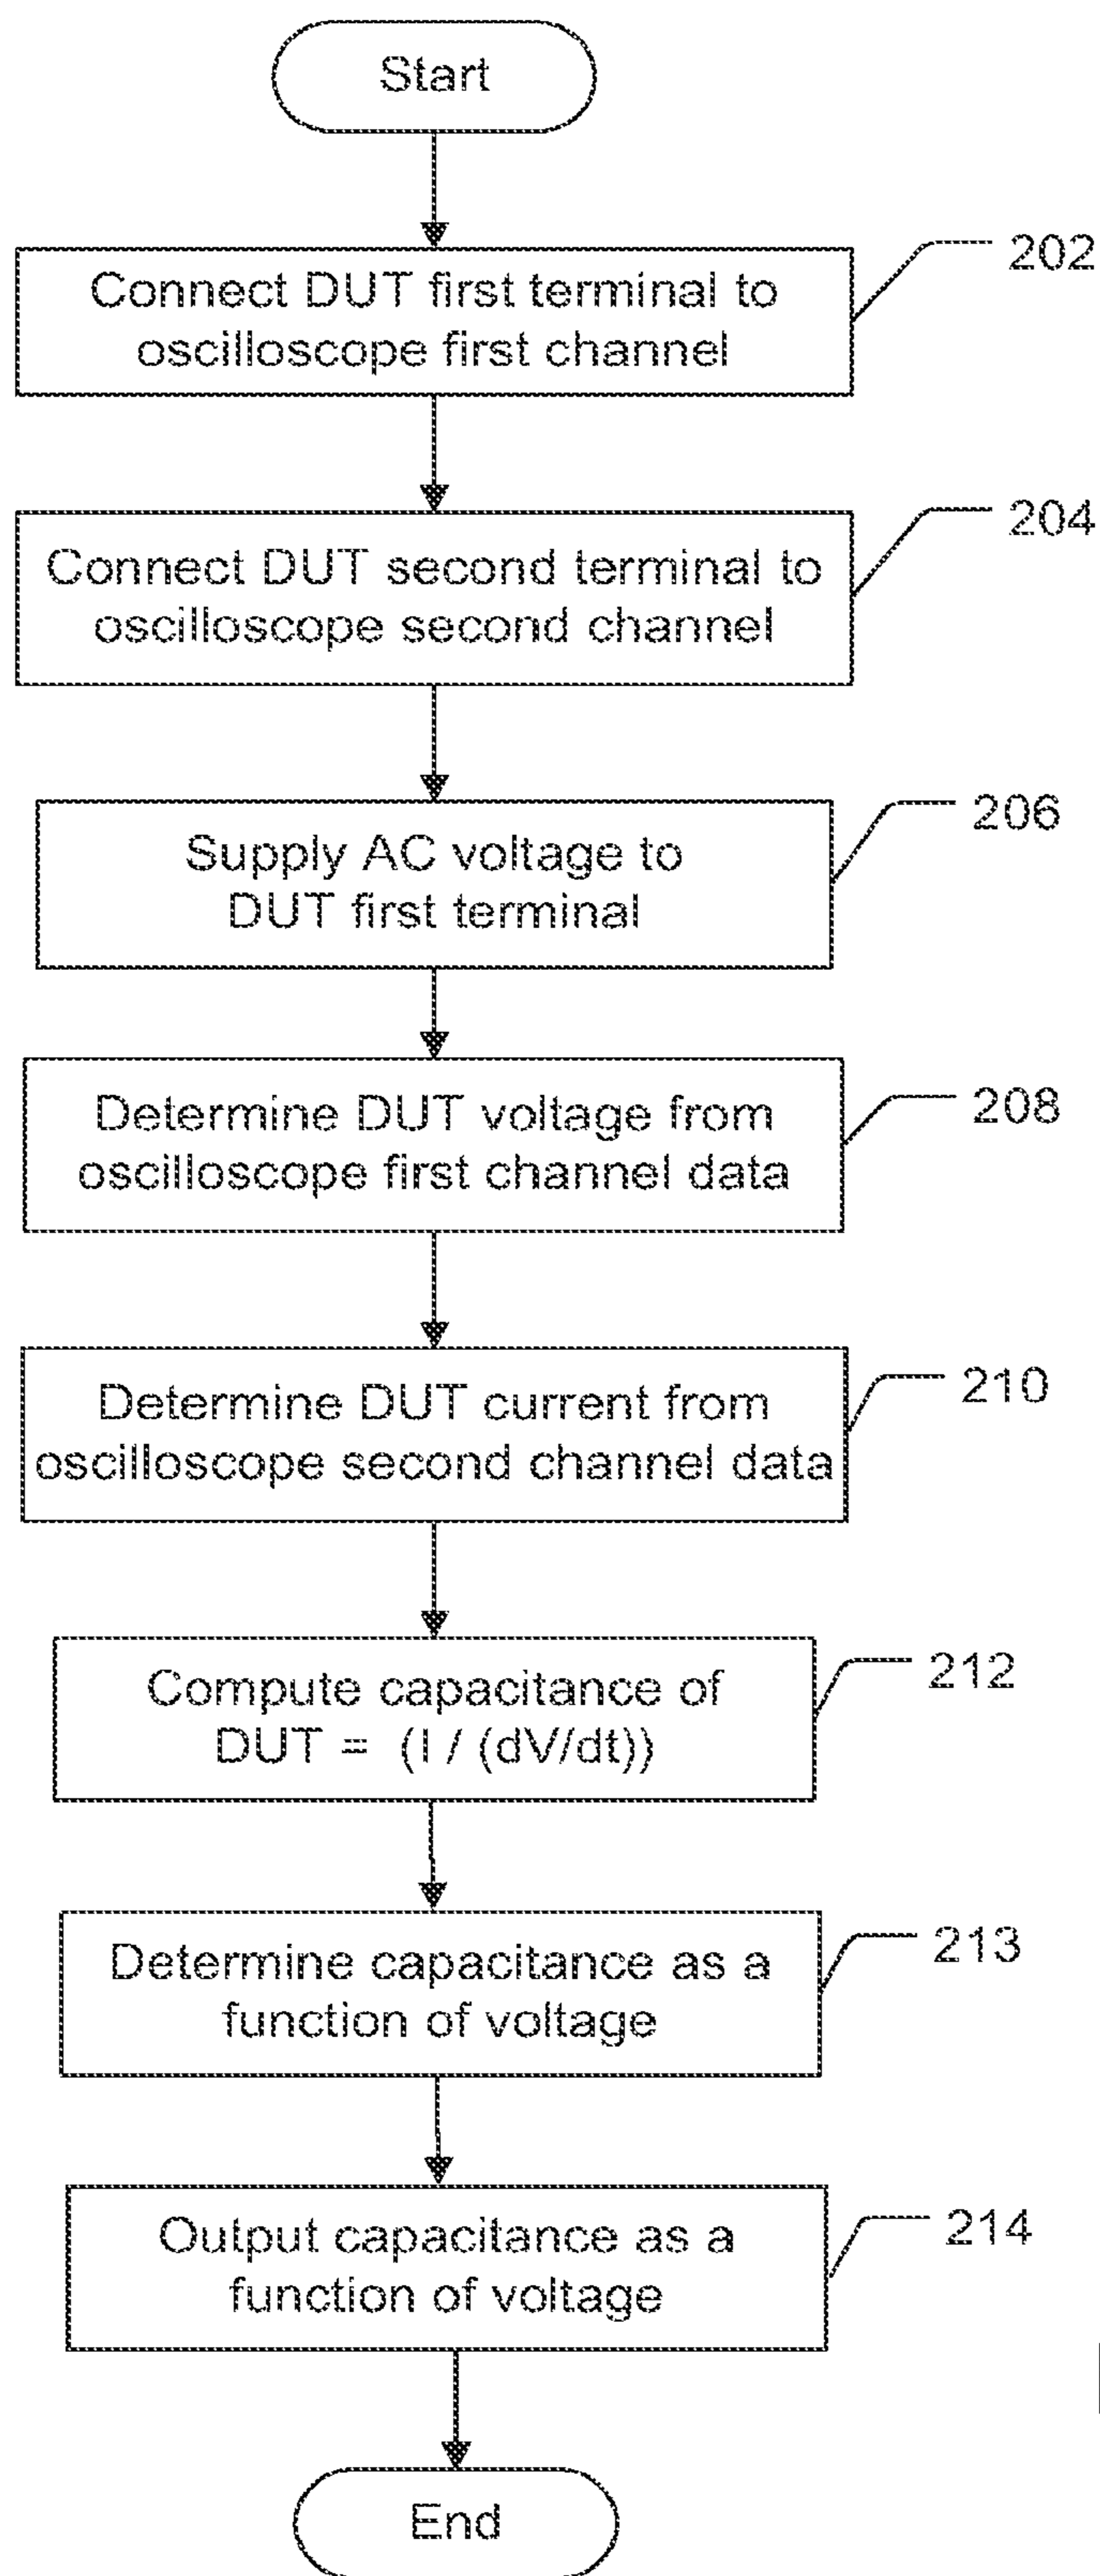 Start
Connect DUT first terminal to
oscilloscope first channel
202
Connect DUT second terminal to
oscilloscope second channel
204
Supply AC voltage to
DUT first terminal
206
Determine DUT voltage from
oscilloscope first channel data
208
Determine DUT current from
oscilloscope second channel data
210
Compute capacitance of
DUT = (I / (dV/dt))
212
Determine capacitance as a
function of voltage
213
Output capacitance as a
function of voltage
214
End